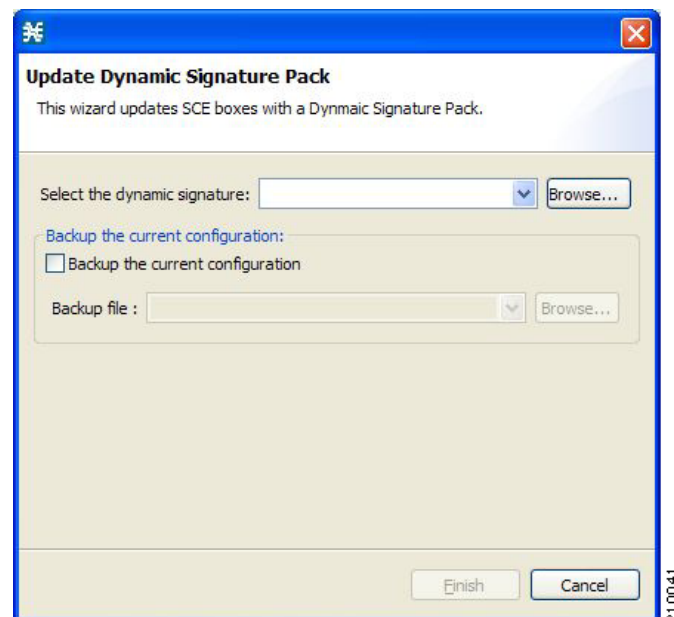 Update Dynamic Signature Pack
This wizard updates SCE boxes with a Dynmaic Signature Pack.
Select the dynamic signature:
Browse...
Backup the current configuration:
Backup the current configuration
Backup file :
Browse...
Finish
Cancel
210041